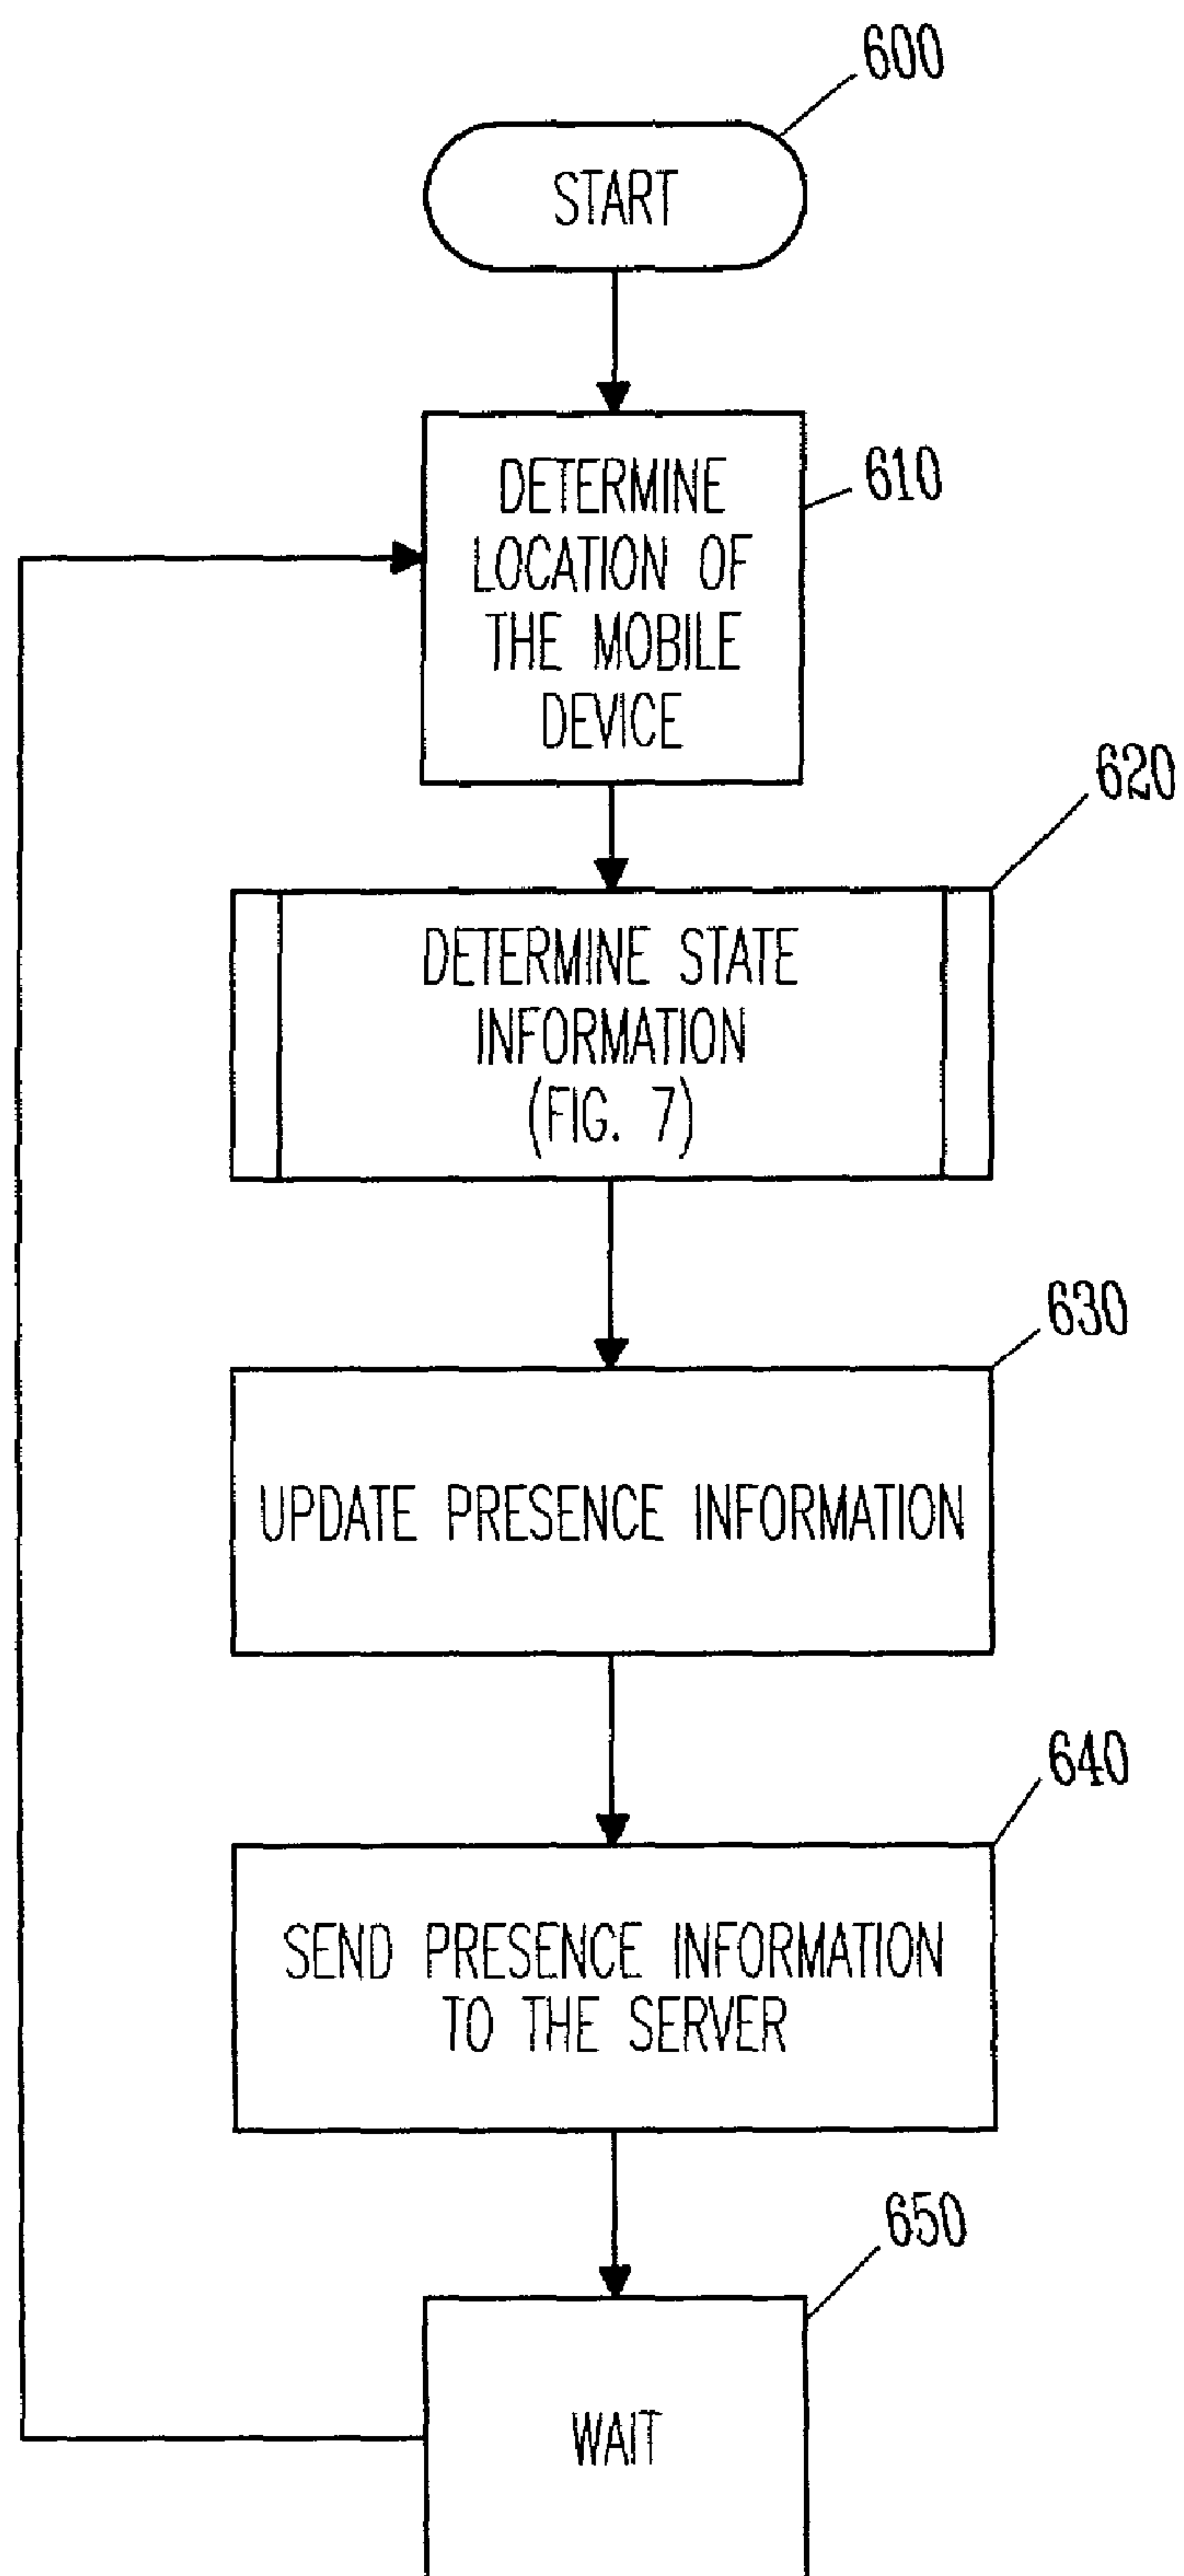 600
START
610
DETERMINE
LOCATION OF
THE MOBILE
DEVICE
620
DETERMINE STATE
INFORMATION
(FIG. 7)
630
UPDATE PRESENCE INFORMATION
640
SEND PRESENCE INFORMATION
TO THE SERVER
650
WAIT